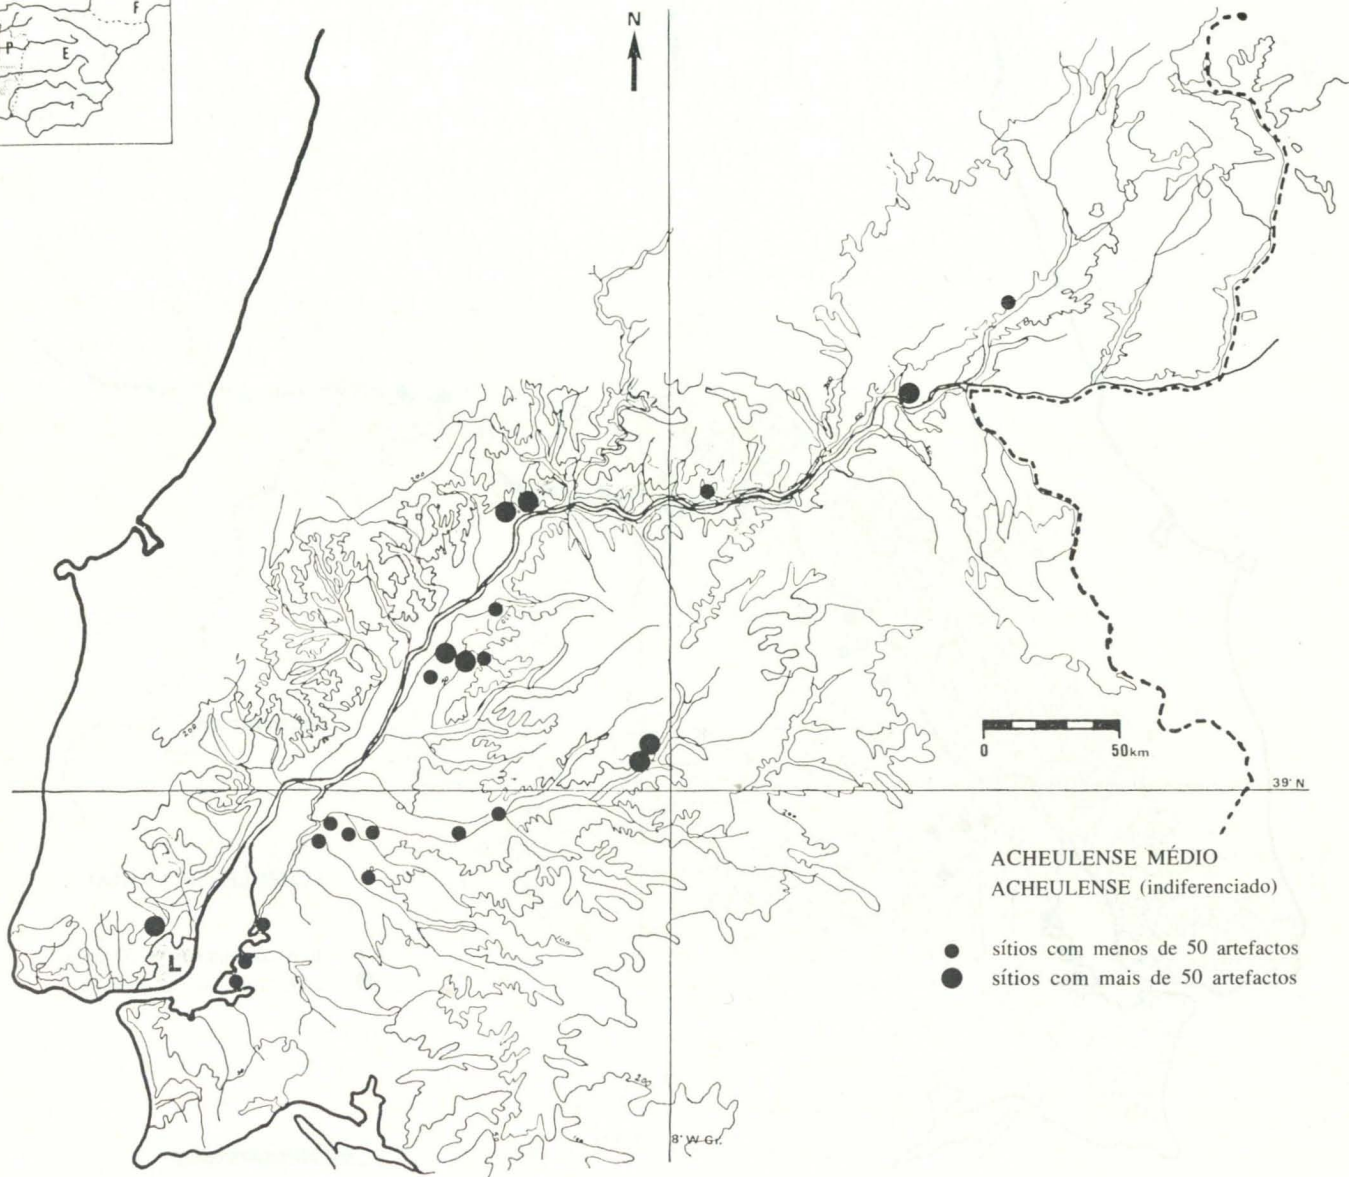 F
P E
N
0 50km
39° N
ACHEULENSE MÉDIO
ACHEULENSE (indiferenciado)
sítios com menos de 50 artefactos
sítios com mais de 50 artefactos
L
200
8° W Gr.